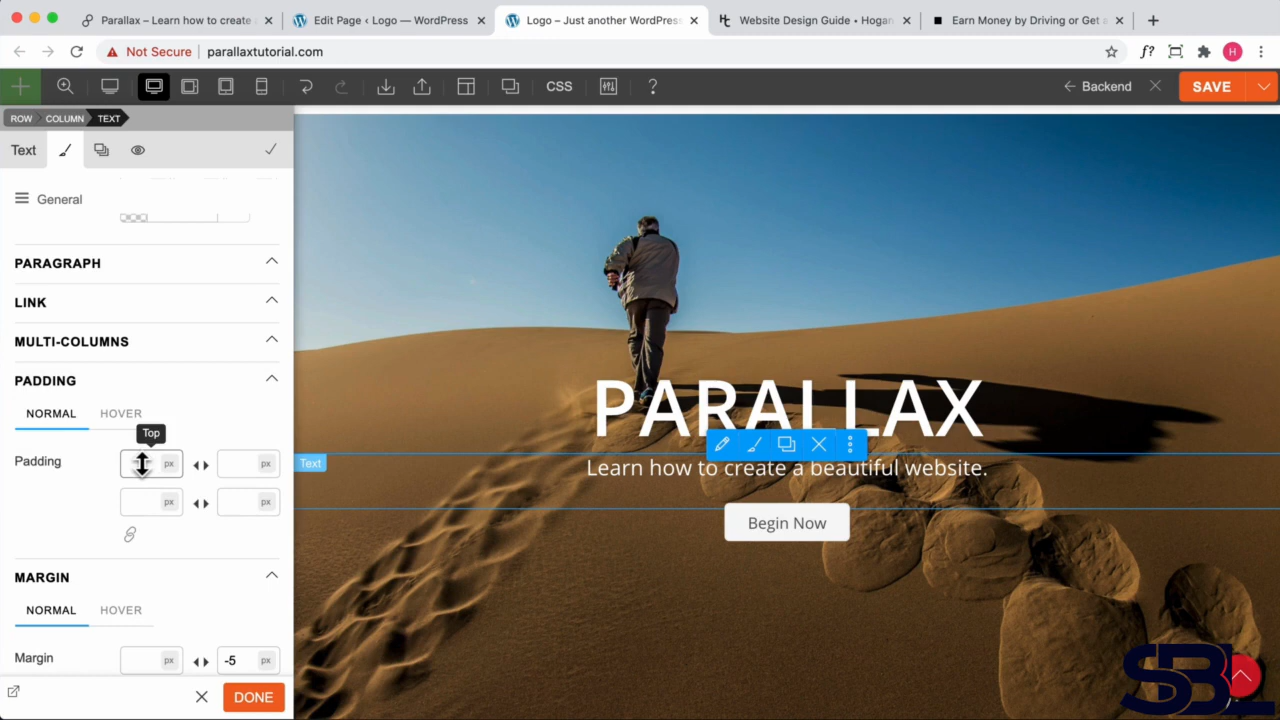 Parallax – Learn how to create a
Edit Page ‹ Logo — WordPress
Logo – Just another WordPress
Website Design Guide • Hogan
Earn Money by Driving or Get a
Not Secure
parallaxtutorial.com
f?
H
CSS
?
Backend
SAVE
ROW
COLUMN
TEXT
Text
General
PARAGRAPH
LINK
MULTI-COLUMNS
PADDING
NORMAL
HOVER
Top
Padding
px
px
px
px
MARGIN
NORMAL
HOVER
Margin
px
-5
px
DONE
PARALLAX
Text
Learn how to create a beautiful website.
Begin Now
SBL